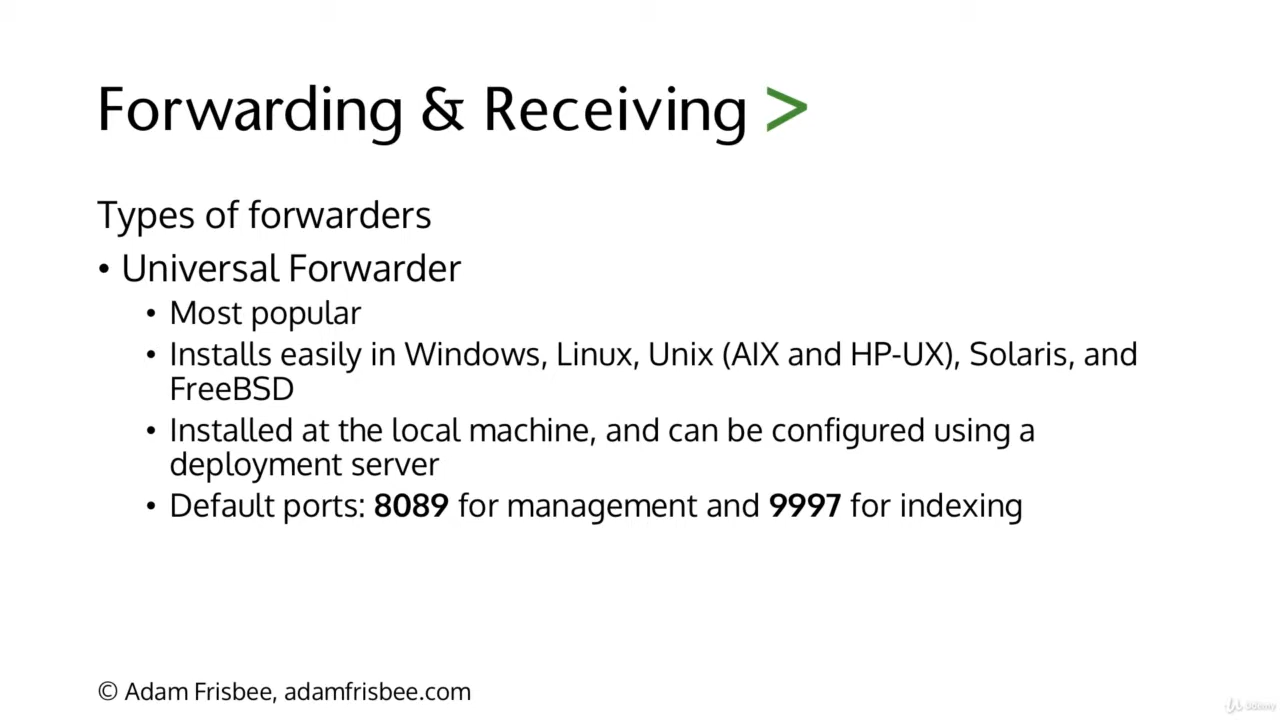 Forwarding & Receiving >
Types of forwarders
• Universal Forwarder
• Most popular
• Installs easily in Windows, Linux, Unix (AIX and HP-UX), Solaris, and
FreeBSD
• Installed at the local machine, and can be configured using a
deployment server
• Default ports: 8089 for management and 9997 for indexing
© Adam Frisbee, adamfrisbee.com
Udemy